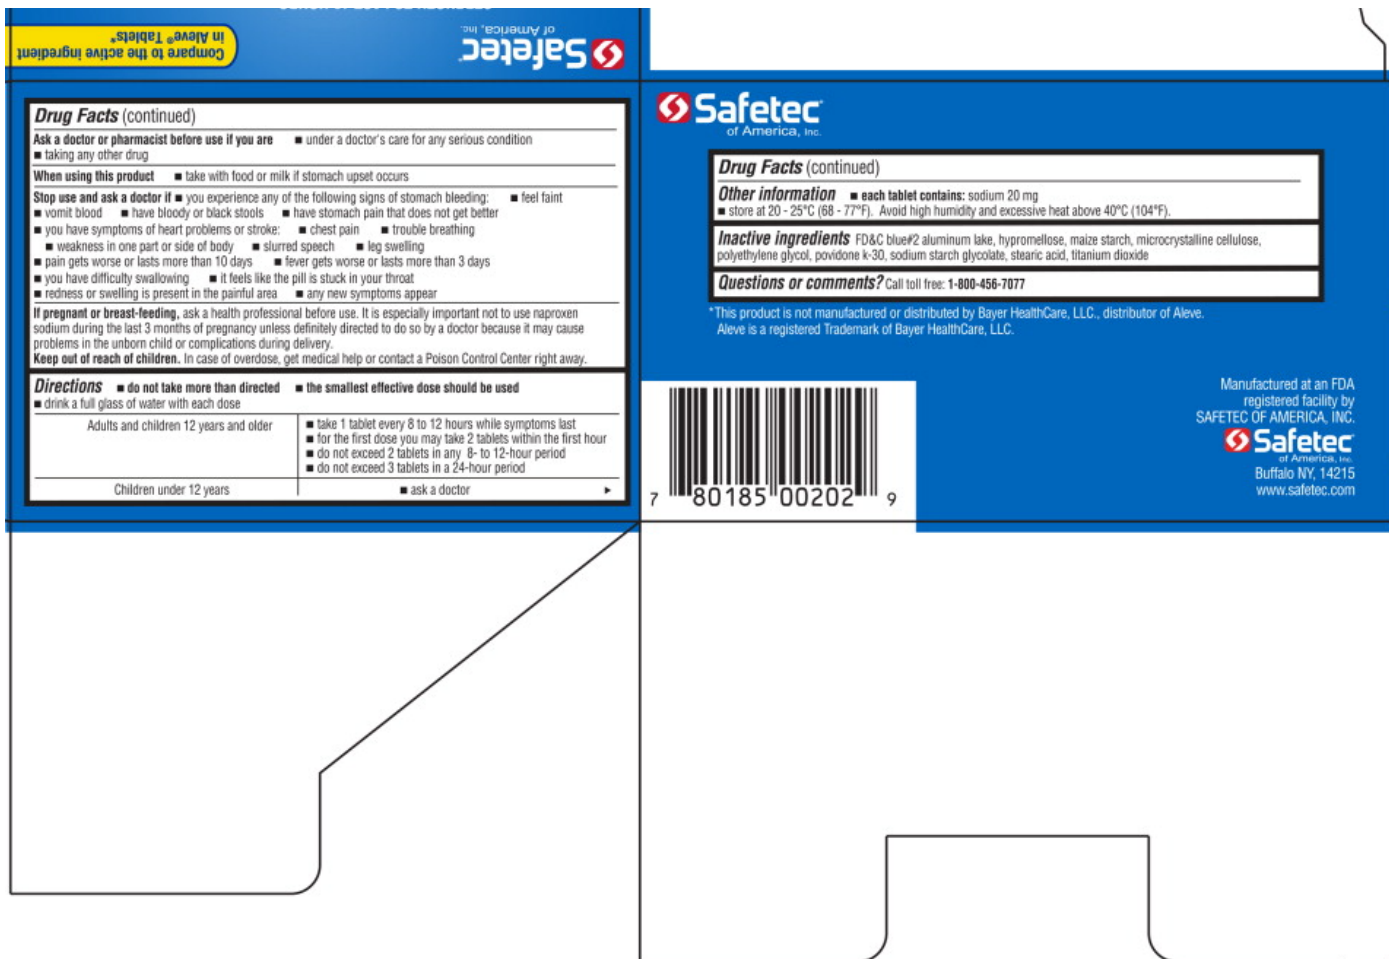 Compare to the active ingredient
in Aleve® Tablets*
Safetec®
of America, Inc.
Drug Facts (continued)
Ask a doctor or pharmacist before use if you are ■ under a doctor's care for any serious condition
■ taking any other drug
When using this product ■ take with food or milk if stomach upset occurs
Stop use and ask a doctor if ■ you experience any of the following signs of stomach bleeding: ■ feel faint
■ vomit blood ■ have bloody or black stools ■ have stomach pain that does not get better
■ you have symptoms of heart problems or stroke: ■ chest pain ■ trouble breathing
■ weakness in one part or side of body ■ slurred speech ■ leg swelling
■ pain gets worse or lasts more than 10 days ■ fever gets worse or lasts more than 3 days
■ you have difficulty swallowing ■ it feels like the pill is stuck in your throat
■ redness or swelling is present in the painful area ■ any new symptoms appear
If pregnant or breast-feeding, ask a health professional before use. It is especially important not to use naproxen
sodium during the last 3 months of pregnancy unless definitely directed to do so by a doctor because it may cause
problems in the unborn child or complications during delivery.
Keep out of reach of children. In case of overdose, get medical help or contact a Poison Control Center right away.
Directions ■ do not take more than directed ■ the smallest effective dose should be used
■ drink a full glass of water with each dose
Adults and children 12 years and older
■ take 1 tablet every 8 to 12 hours while symptoms last
■ for the first dose you may take 2 tablets within the first hour
■ do not exceed 2 tablets in any 8- to 12-hour period
■ do not exceed 3 tablets in a 24-hour period
Children under 12 years
■ ask a doctor
Safetec®
of America, Inc.
Drug Facts (continued)
Other information ■ each tablet contains: sodium 20 mg
■ store at 20 - 25°C (68 - 77°F). Avoid high humidity and excessive heat above 40°C (104°F).
Inactive ingredients FD&C blue#2 aluminum lake, hypromellose, maize starch, microcrystalline cellulose,
polyethylene glycol, povidone k-30, sodium starch glycolate, stearic acid, titanium dioxide
Questions or comments? Call toll free: 1-800-456-7077
*This product is not manufactured or distributed by Bayer HealthCare, LLC., distributor of Aleve.
Aleve is a registered Trademark of Bayer HealthCare, LLC.
7 80185 00202 9
Manufactured at an FDA
registered facility by
SAFETEC OF AMERICA, INC.
Safetec®
of America, Inc.
Buffalo NY, 14215
www.safetec.com